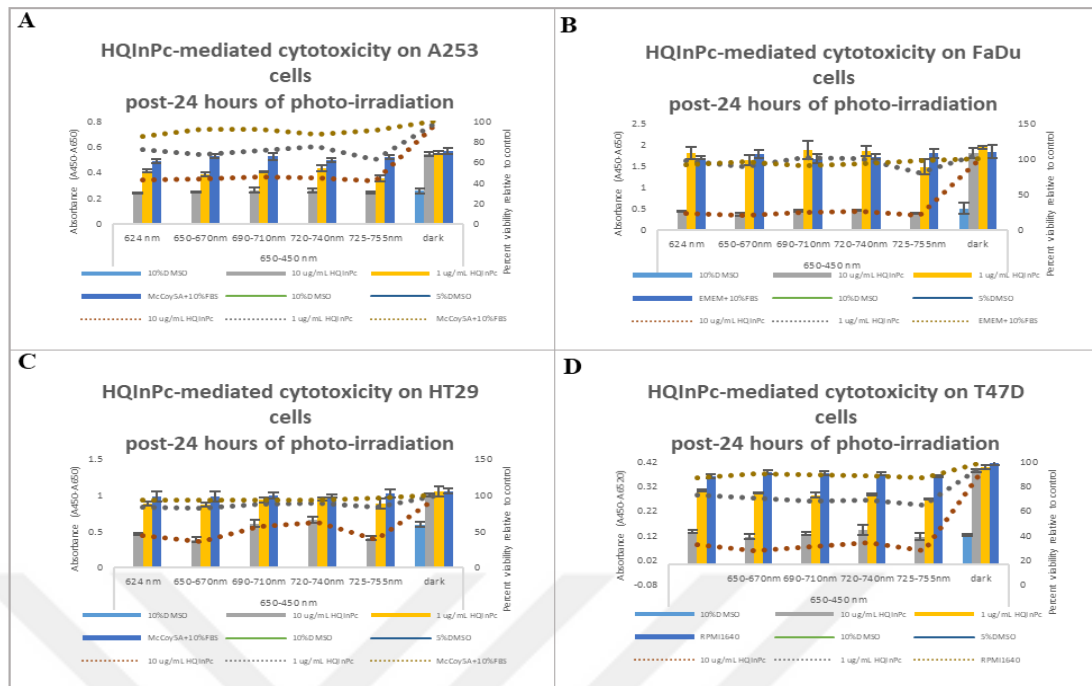 A
HQInPc-mediated cytotoxicity on A253
cells
post-24 hours of photo-irradiation
Absorbance (A450-A650)
0.8
0.6
0.4
0.2
0
100
80
60
40
20
0
Percent viability relative to control
624 nm 650-670nm 690-710nm 720-740nm 725-755nm dark
650-450 nm
10%DMSO 10 ug/mL HQInPc 1 ug/mL HQInPc
McCoy5A+10%FBS 10%DMSO 5%DMSO
10 ug/mL HQInPc 1 ug/mL HQInPc McCoy5A+10%FBS
B
HQInPc-mediated cytotoxicity on FaDu
cells
post-24 hours of photo-irradiation
Absorbance (A450-A650)
2.5
2
1.5
1
0.5
0
150
100
50
0
Percent viability relative to control
624 nm 650-670nm 690-710nm 720-740nm 725-755nm dark
650-450 nm
10%DMSO 10 ug/mL HQInPc 1 ug/mL HQInPc
EMEM+10%FBS 10%DMSO 5%DMSO
10 ug/mL HQInPc 1 ug/mL HQInPc EMEM+10%FBS
C
HQInPc-mediated cytotoxicity on HT29
cells
post-24 hours of photo-irradiation
Absorbance (A450-A650)
1.5
1
0.5
0
150
100
50
0
Percent viability relative to control
624 nm 650-670nm 690-710nm 720-740nm 725-755nm dark
650-450 nm
10%DMSO 10 ug/mL HQInPc 1 ug/mL HQInPc
McCoy5A+10%FBS 10%DMSO 5%DMSO
10 ug/mL HQInPc 1 ug/mL HQInPc McCoy5A+10%FBS
D
HQInPc-mediated cytotoxicity on T47D
cells
post-24 hours of photo-irradiation
Absorbance (A450-A6520)
0.42
0.32
0.22
0.12
0.02
-0.08
100
80
60
40
20
0
Percent viability relative to control
650-670nm 690-710nm 720-740nm 725-755nm dark
650-450 nm
10%DMSO 10 ug/mL HQInPc 1 ug/mL HQInPc
RPMI1640 10%DMSO 5%DMSO
10 ug/mL HQInPc 1 ug/mL HQInPc RPMI1640